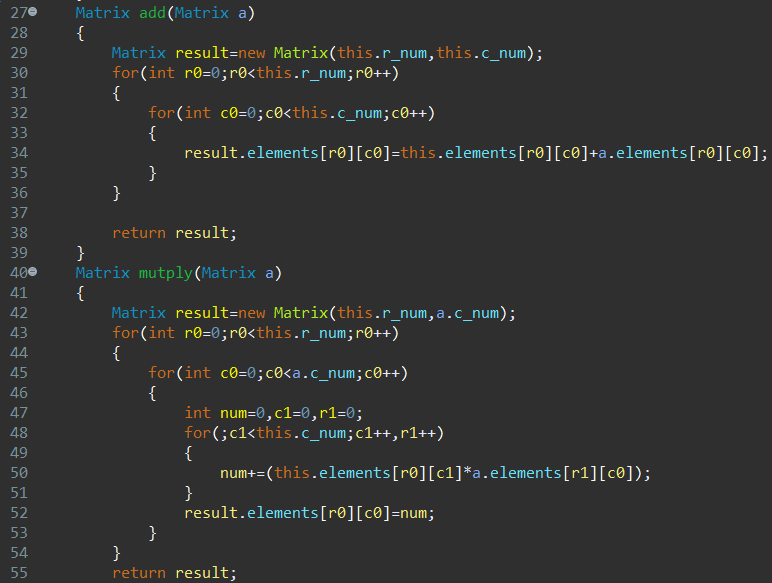 27 Matrix add(Matrix a)
28 {
29 Matrix result=new Matrix(this.r_num,this.c_num);
30 for(int r0=0;r0<this.r_num;r0++)
31 {
32 for(int c0=0;c0<this.c_num;c0++)
33 {
34 result.elements[r0][c0]=this.elements[r0][c0]+a.elements[r0][c0];
35 }
36 }
37
38 return result;
39 }
40 Matrix mutply(Matrix a)
41 {
42 Matrix result=new Matrix(this.r_num,a.c_num);
43 for(int r0=0;r0<this.r_num;r0++)
44 {
45 for(int c0=0;c0<a.c_num;c0++)
46 {
47 int num=0,c1=0,r1=0;
48 for(;c1<this.c_num;c1++,r1++)
49 {
50 num+=(this.elements[r0][c1]*a.elements[r1][c0]);
51 }
52 result.elements[r0][c0]=num;
53 }
54 }
55 return result;